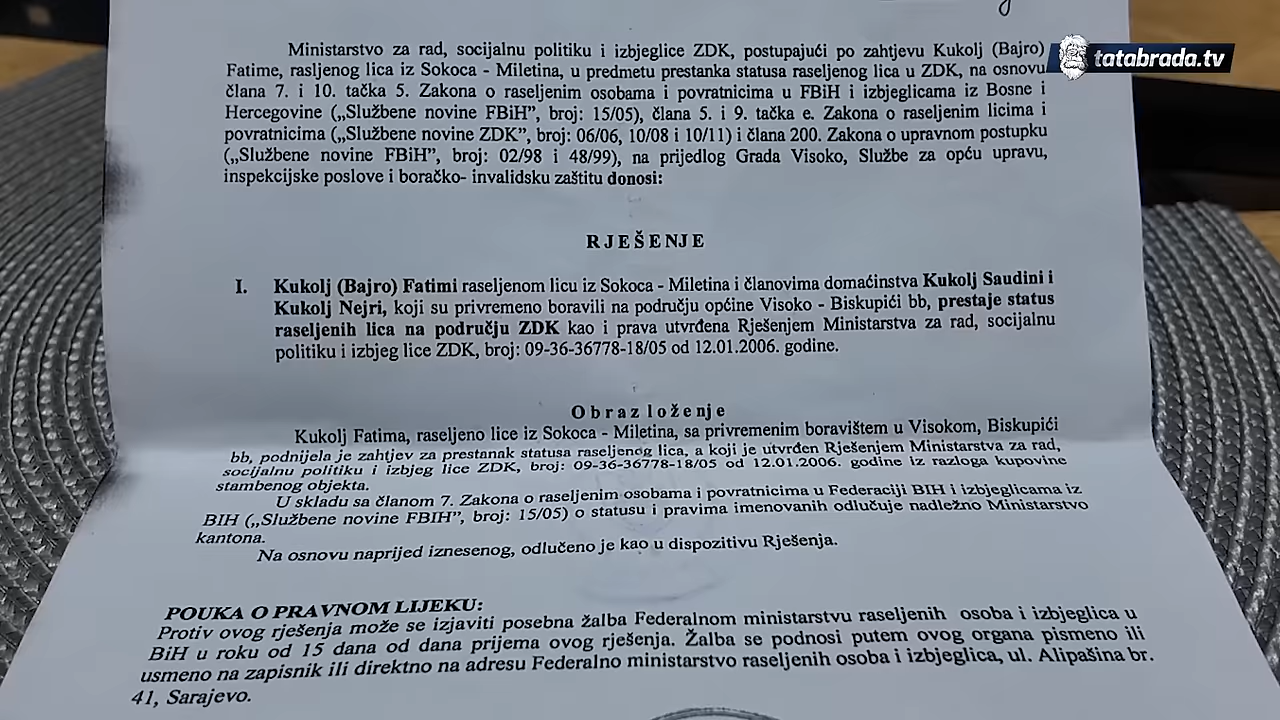 tatabrada.tv
Ministarstvo za rad, socijalnu politiku i izbjeglice ZDK, postupajući po zahtjevu Kukolj (Bajro)
Fatime, rasljenog lica iz Sokoca - Miletina, u predmetu prestanka statusa raseljenog lica u ZDK, na osnovu
člana 7. i 10. tačka 5. Zakona o raseljenim osobama i povratnicima u FBiH i izbjeglicama iz Bosne i
Hercegovine („Službene novine FBiH”, broj: 15/05), člana 5. i 9. tačka e. Zakona o raseljenim licima i
povratnicima („Službene novine ZDK”, broj: 06/06, 10/08 i 10/11) i člana 200. Zakona o upravnom postupku
(„Službene novine FBiH”, broj: 02/98 i 48/99), na prijedlog Grada Visoko, Službe za opću upravu,
inspekcijske poslove i boračko- invalidsku zaštitu donosi:
RJEŠENJE
I. Kukolj (Bajro) Fatimi raseljenom licu iz Sokoca - Miletina i članovima domaćinstva Kukolj Saudini i
Kukolj Nejri, koji su privremeno boravili na području općine Visoko - Biskupići bb, prestaje status
raseljenih lica na području ZDK kao i prava utvrđena Rješenjem Ministarstva za rad, socijalnu
politiku i izbjeg lice ZDK, broj: 09-36-36778-18/05 od 12.01.2006. godine.
Obraz loženje
Kukolj Fatima, raseljeno lice iz Sokoca - Miletina, sa privremenim boravištem u Visokom, Biskupići
bb, podnijela je zahtjev za prestanak statusa raseljenog lica, a koji je utvrđen Rješenjem Ministarstva za rad,
socijalnu politiku i izbjeg lice ZDK, broj: 09-36-36778-18/05 od 12.01.2006. godine iz razloga kupovine
stambenog objekta.
U skladu sa članom 7. Zakona o raseljenim osobama i povratnicima u Federaciji BIH i izbjeglicama iz
BIH („Službene novine FBIH”, broj: 15/05) o statusu i pravima imenovanih odlučuje nadležno Ministarstvo
kantona.
Na osnovu naprijed iznesenog, odlučeno je kao u dispozitivu Rješenja.
POUKA O PRAVNOM LIJEKU:
Protiv ovog rješenja može se izjaviti posebna žalba Federalnom ministarstvu raseljenih osoba i izbjeglica u
BiH u roku od 15 dana od dana prijema ovog rješenja. Žalba se podnosi putem ovog organa pismeno ili
usmeno na zapisnik ili direktno na adresu Federalno ministarstvo raseljenih osoba i izbjeglica, ul. Alipašina br.
41, Sarajevo.